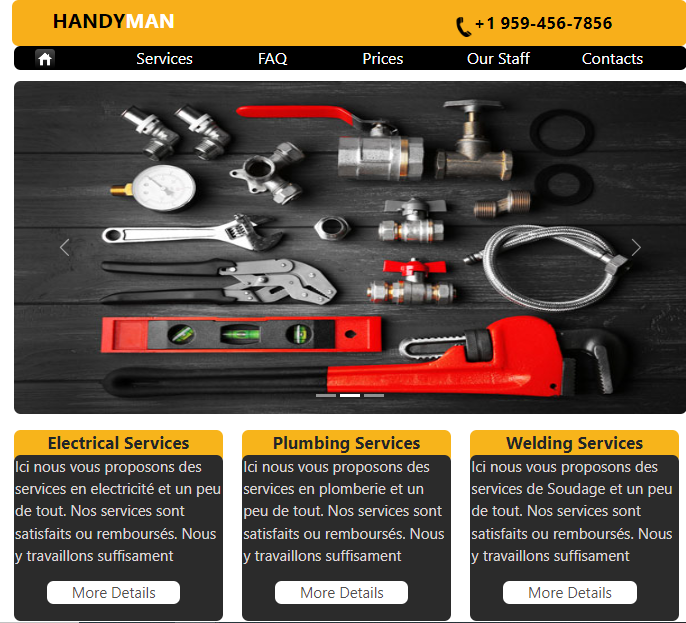 HANDYMAN
+1 959-456-7856
Services FAQ Prices Our Staff Contacts
Electrical Services
Ici nous vous proposons des
services en electricité et un peu
de tout. Nos services sont
satisfaits ou remboursés. Nous
y travaillons suffisament
More Details
Plumbing Services
Ici nous vous proposons des
services en plomberie et un
peu de tout. Nos services sont
satisfaits ou remboursés. Nous
y travaillons suffisament
More Details
Welding Services
Ici nous vous proposons des
services de Soudage et un peu
de tout. Nos services sont
satisfaits ou remboursés. Nous
y travaillons suffisament
More Details